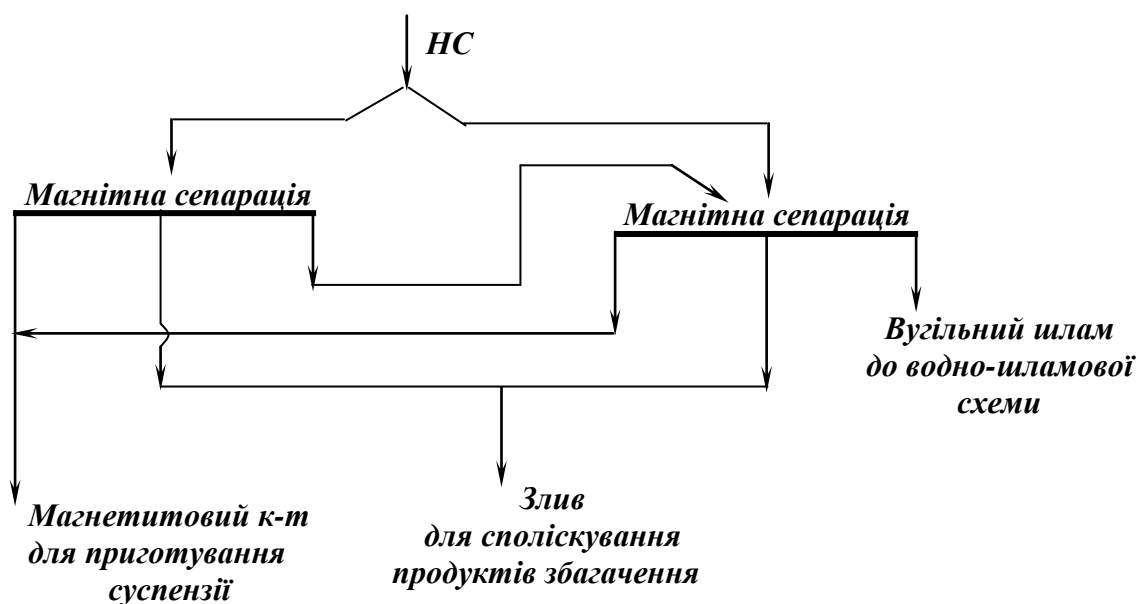 НС
Магнітна сепарація
Магнітна сепарація
Вугільний шлам
до водно-шламової
схеми
Магнетитовий к-т
для приготування
суспензії
Злив
для споліскування
продуктів збагачення